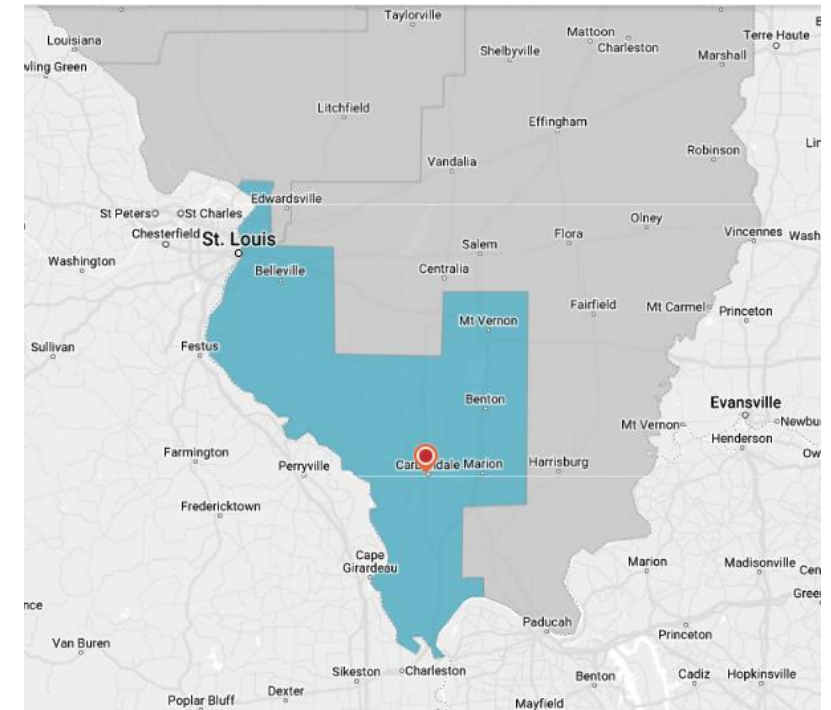 Taylorville
Louisiana
Mattoon
Charleston
Terre Haute
Shelbyville
Marshall
wling Green
Litchfield
Effingham
Robinson
Vandalia
Edwardsville
St Peters
St Charles
Chesterfield
St. Louis
Olney
Flora
Vincennes
Wash
Salem
Washington
Belleville
Centralia
Fairfield
Mt Carmel
Princeton
Mt Vernon
Sullivan
Festus
Benton
Evansville
Mt Vernon
Newbu
Henderson
Farmington
Perryville
Marion
Harrisburg
Ow
Fredericktown
Cape
Girardeau
Marion
Madisonville
Cen
Gree
nce
Paducah
Princeton
Van Buren
Sikeston
Charleston
Benton
Cadiz
Hopkinsville
Poplar Bluff
Dexter
Mayfield